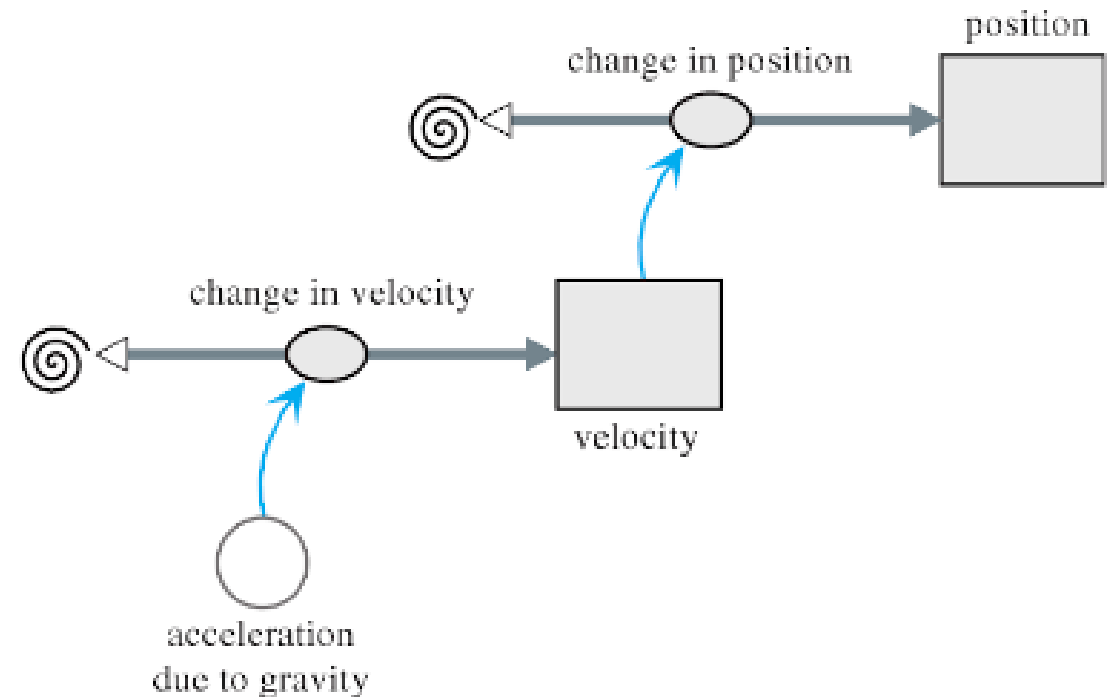 position
change in position
change in velocity
velocity
acceleration
due to gravity